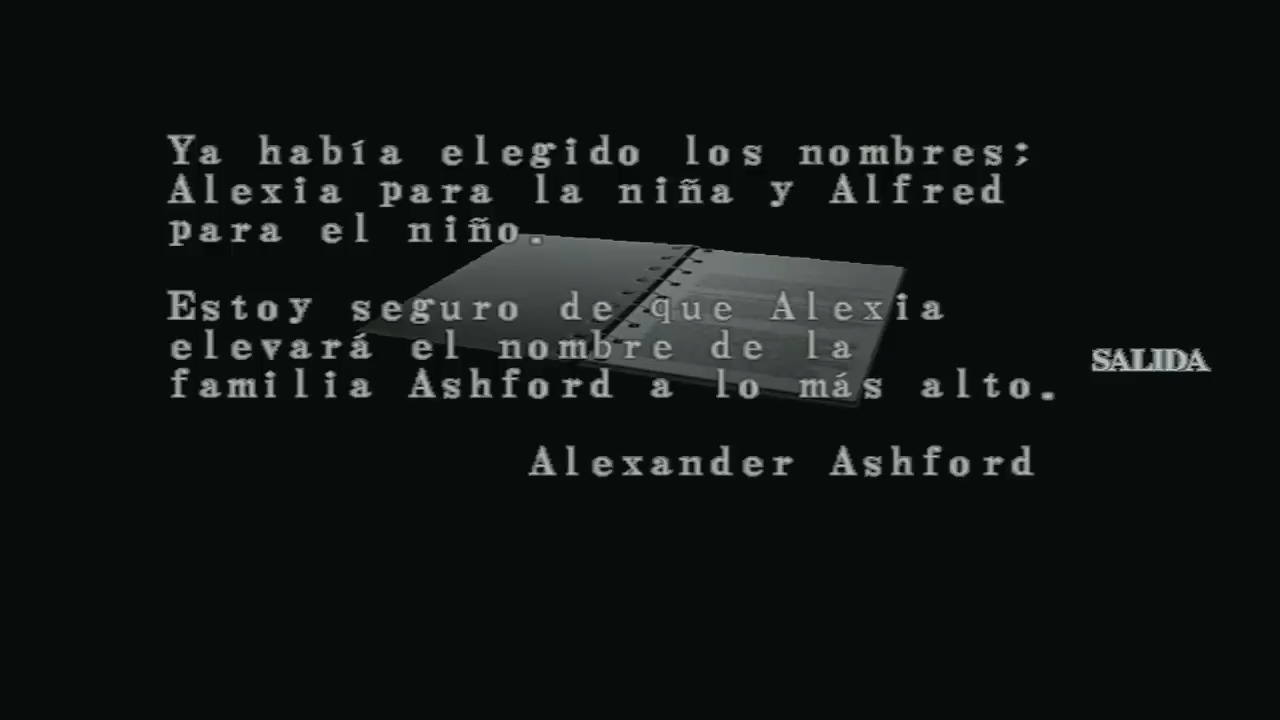 Ya había elegido los nombres;
Alexia para la niña y Alfred
para el niño.
Estoy seguro de que Alexia
elevará el nombre de la
familia Ashford a lo más alto.
SALIDA
Alexander Ashford